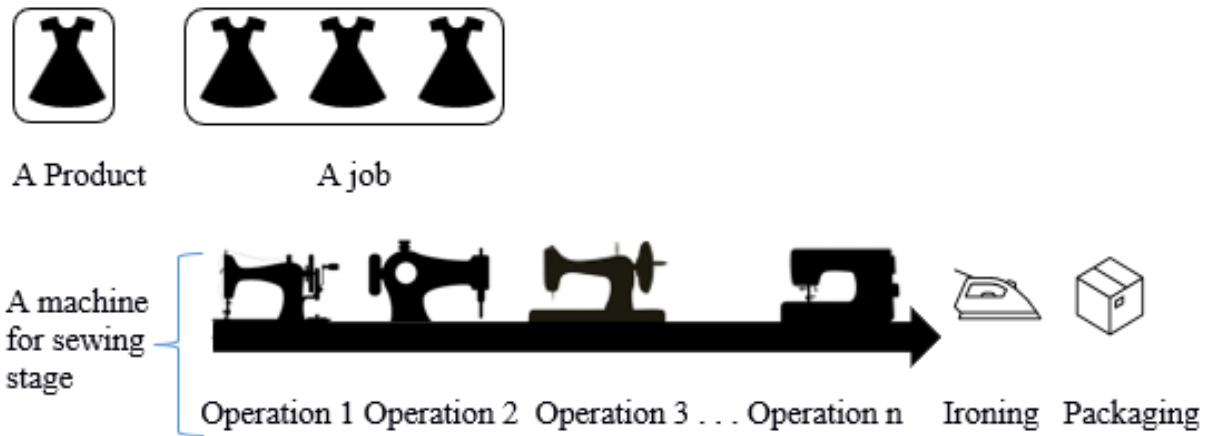 A Product
A job
A machine
for sewing
stage
Operation 1 Operation 2 Operation 3 . . . Operation n Ironing Packaging